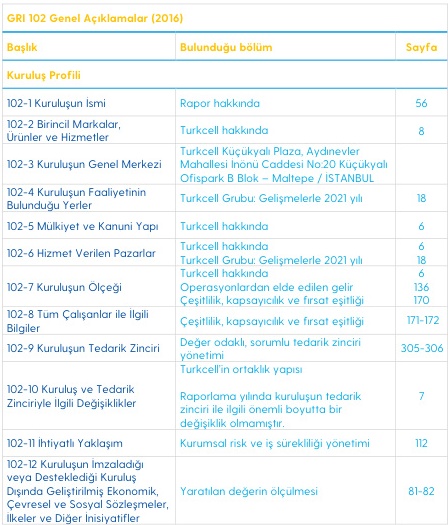 GRI 102 Genel Açıklamalar (2016)
Başlık Bulunduğu bölüm Sayfa
Kuruluş Profili
102-1 Kuruluşun İsmi Rapor hakkında 56
102-2 Birincil Markalar,
Ürünler ve Hizmetler Turkcell hakkında 8
102-3 Kuruluşun Genel Merkezi Turkcell Küçükyalı Plaza, Aydınevler
Mahallesi İnönü Caddesi No:20 Küçükyalı
Ofispark B Blok – Maltepe / İSTANBUL
102-4 Kuruluşun Faaliyetinin
Bulunduğu Yerler Turkcell Grubu: Gelişmelerle 2021 yılı 18
102-5 Mülkiyet ve Kanuni Yapı Turkcell hakkında 6
102-6 Hizmet Verilen Pazarlar Turkcell hakkında 6
Turkcell Grubu: Gelişmelerle 2021 yılı 18
102-7 Kuruluşun Ölçeği Turkcell hakkında 6
Operasyonlardan elde edilen gelir 136
Çeşitlilik, kapsayıcılık ve fırsat eşitliği 170
102-8 Tüm Çalışanlar ile İlgili
Bilgiler Çeşitlilik, kapsayıcılık ve fırsat eşitliği 171-172
102-9 Kuruluşun Tedarik Zinciri Değer odaklı, sorumlu tedarik zinciri
yönetimi 305-306
102-10 Kuruluş ve Tedarik
Zinciriyle İlgili Değişiklikler Turkcell'in ortaklık yapısı
Raporlama yılında kuruluşun tedarik
zinciri ile ilgili önemli boyutta bir
değişiklik olmamıştır. 7
102-11 İhtiyatlı Yaklaşım Kurumsal risk ve iş sürekliliği yönetimi 112
102-12 Kuruluşun İmzaladığı
veya Desteklediği Kuruluş
Dışında Geliştirilmiş Ekonomik,
Çevresel ve Sosyal Sözleşmeler,
İlkeler ve Diğer İnisiyatifler Yaratılan değerin ölçülmesi 81-82